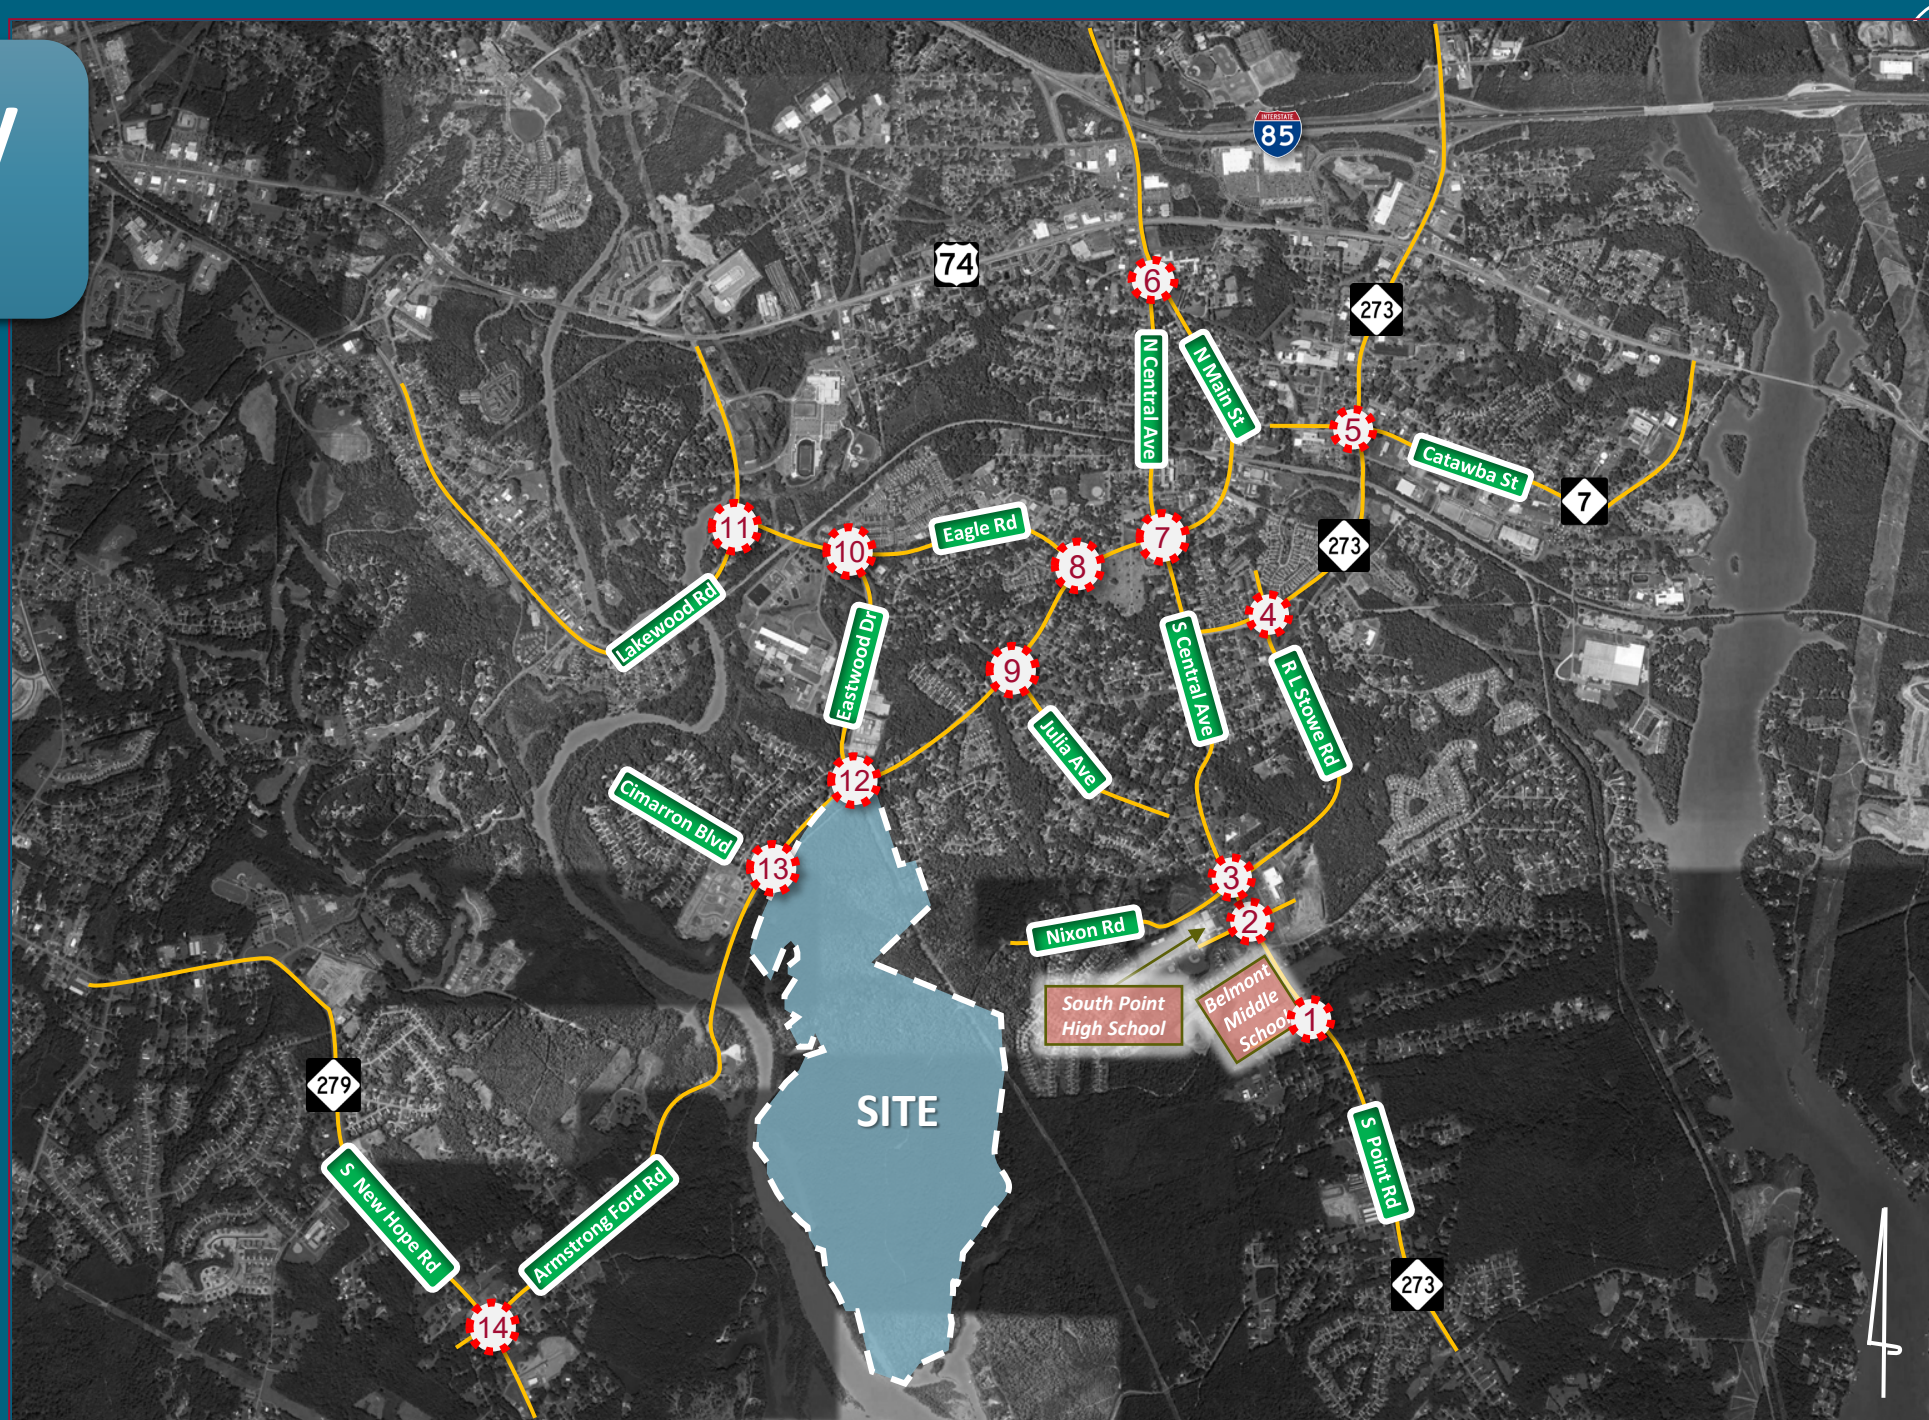 y
INTERSTATE
85
74
6
273
N Central Ave
N Main St
5
Catawba St
7
11
10
Eagle Rd
8
7
273
Lakewood Rd
Eastwood Dr
9
S Central Ave
4
R L Stowe Rd
Julia Ave
12
Cimarron Blvd
13
3
2
Nixon Rd
South Point
High School
Belmont
Middle
School
1
279
SITE
S New Hope Rd
Armstrong Ford Rd
S Point Rd
273
14